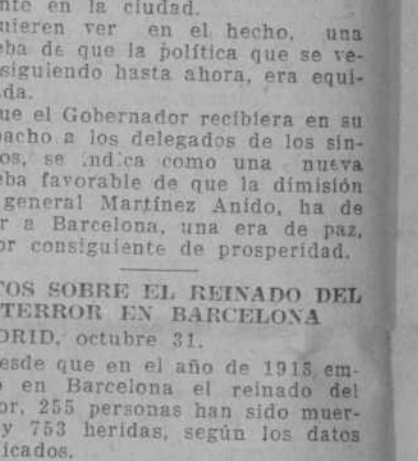 nte en la ciudad.
uieren ver en el hecho, una
eba de que la política que se ve-
siguiendo hasta ahora, era equi-
da.
ue el Gobernador recibiera en su
pacho a los delegados de los sin-
os, se indica como una nueva
eba favorable de que la dimisión
general Martínez Anido, ha de
r a Barcelona, una era de paz,
or consiguiente de prosperidad.
TOS SOBRE EL REINADO DEL
TERROR EN BARCELONA
DRID, octubre 31.
esde que en el año de 1918, em-
o en Barcelona el reinado del
or, 255 personas han sido muer-
y 753 heridas, según los datos
icados.